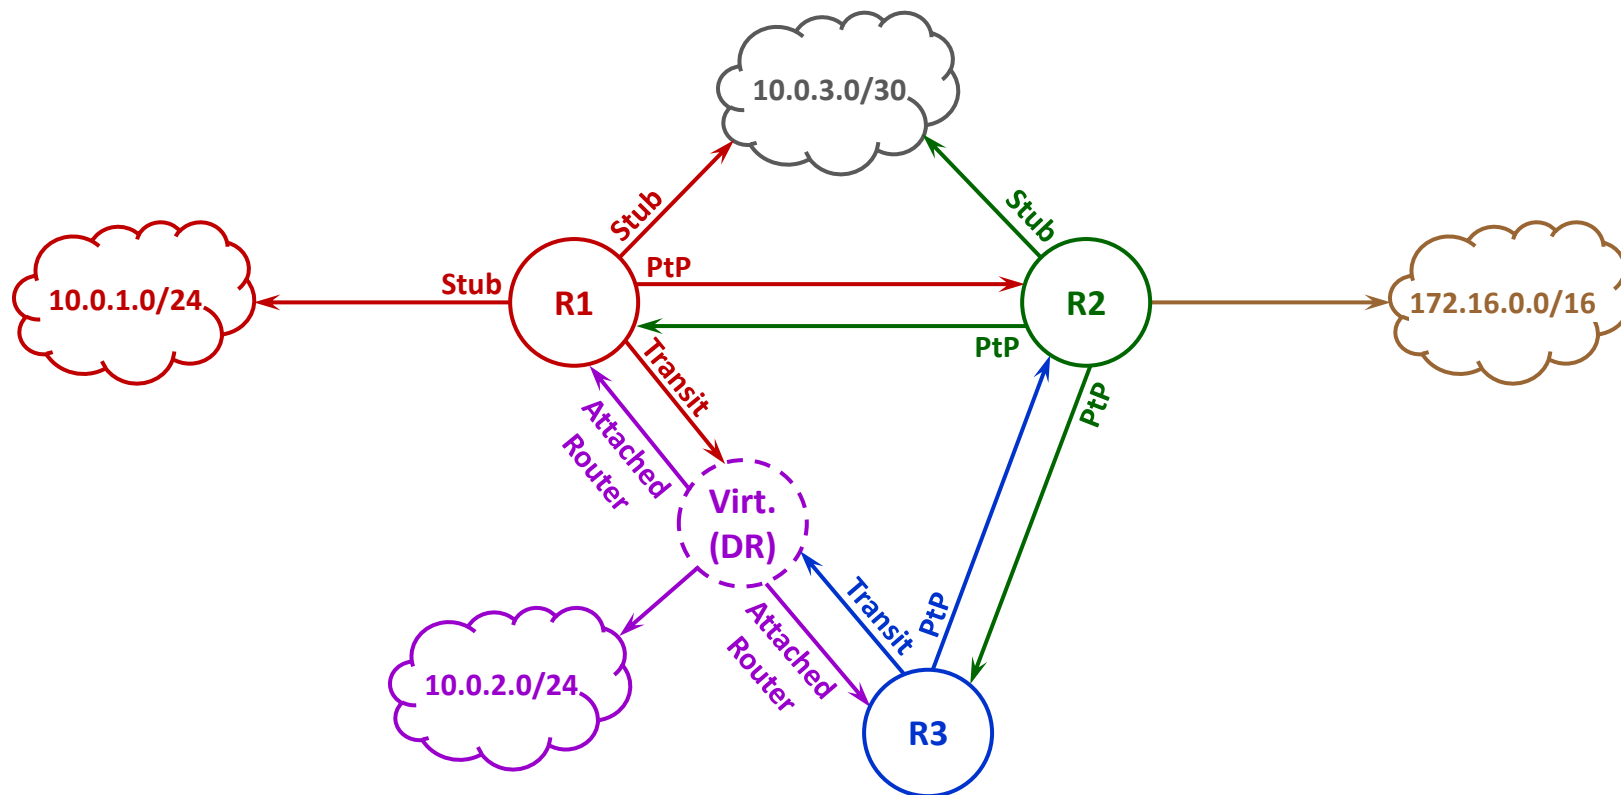 10.0.3.0/30
Stub
Stub
10.0.1.0/24
Stub
R1
PtP
R2
172.16.0.0/16
PtP
Transit
PtP
Attached
Router
Virt.
(DR)
Transit
PtP
Attached
Router
10.0.2.0/24
R3